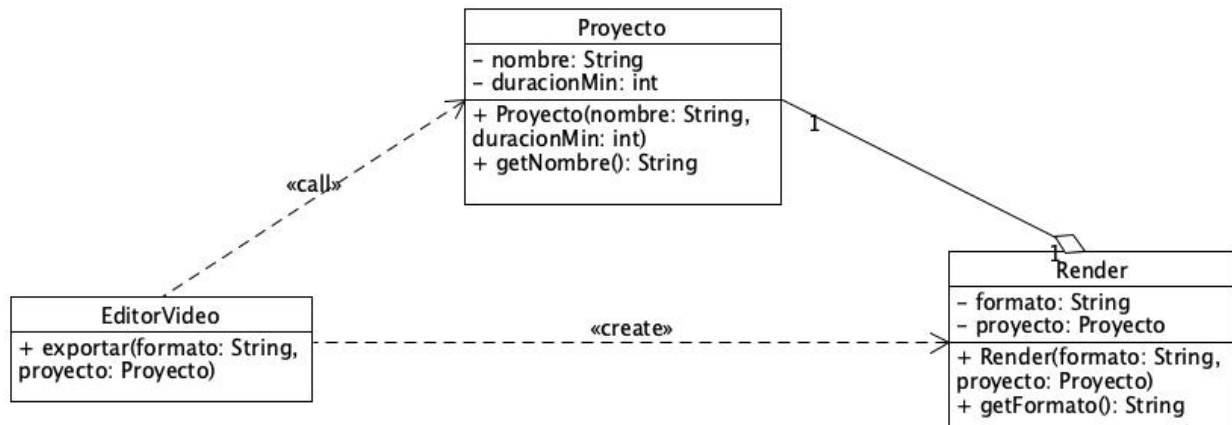 Proyecto
– nombre: String
– duracionMin: int
+ Proyecto(nombre: String,
duracionMin: int)
+ getNombre(): String
1
«call»
1
Render
– formato: String
– proyecto: Proyecto
+ Render(formato: String,
proyecto: Proyecto)
+ getFormato(): String
EditorVideo
+ exportar(formato: String,
proyecto: Proyecto)
«create»